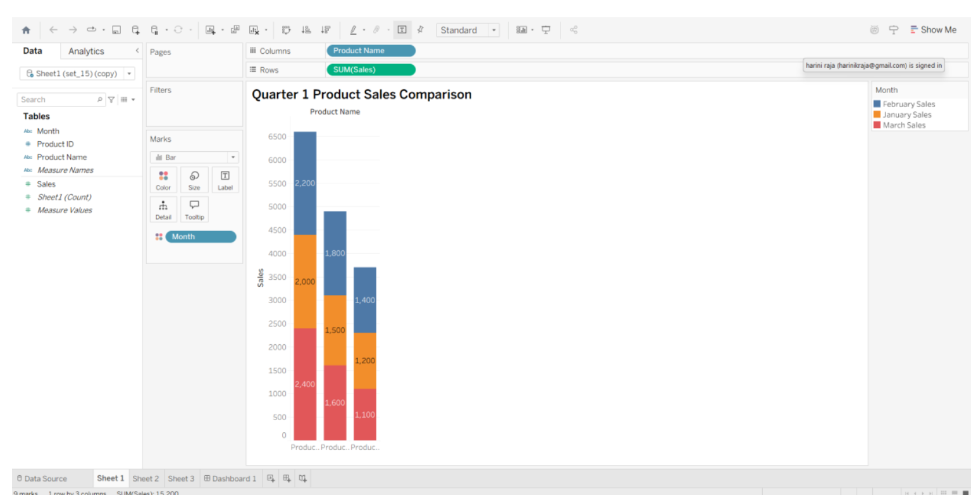 Standard
Show Me
Data Analytics
Pages
Columns Product Name
Rows SUM(Sales)
harini raja (harinikraja@gmail.com) is signed in
Sheet1 (set_15) (copy)
Search
Tables
Abc Month
Product ID
Abc Product Name
Abc Measure Names
Sales
Sheet1 (Count)
Measure Values
Filters
Marks
Bar
Color Size Label
Detail Tooltip
Month
Quarter 1 Product Sales Comparison
Product Name
Sales
6500
6000
5500
5000
4500
4000
3500
3000
2500
2000
1500
1000
500
0
2,200
2,000
2,400
1,800
1,500
1,600
1,400
1,200
1,100
Produc.. Produc.. Produc..
Month
February Sales
January Sales
March Sales
Data Source Sheet 1 Sheet 2 Sheet 3 Dashboard 1
9 marks 1 row by 3 columns SUM(Sales): 15,200